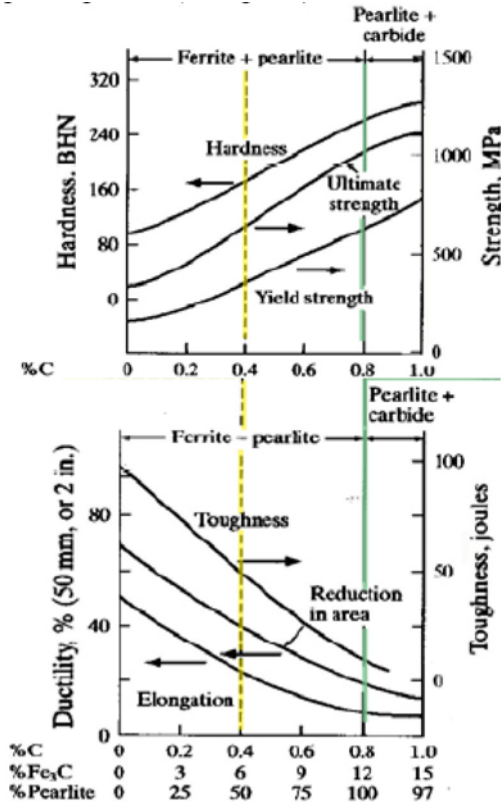 Pearlite +
carbide
Ferrite + pearlite
320
240
160
80
0
Hardness, BHN
Hardness
Ultimate
strength
Yield strength
1500
1000
500
0
Strength, MPa
%C 0 0.2 0.4 0.6 0.8 1.0
Pearlite +
carbide
Ferrite – pearlite
80
60
40
20
0
Ductility, % (50 mm, or 2 in.)
Toughness
Reduction
in area
Elongation
100
50
0
Toughness, joules
%C 0 0.2 0.4 0.6 0.8 1.0
%Fe₃C 0 3 6 9 12 15
%Pearlite 0 25 50 75 100 97